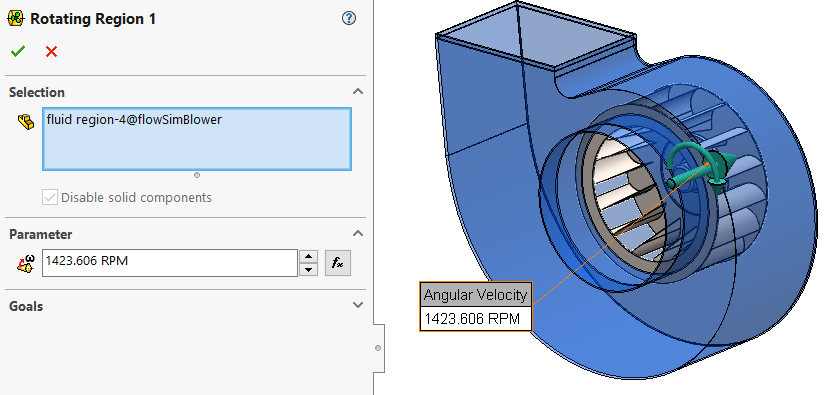 Rotating Region 1
?
Selection
fluid region-4@flowSimBlower
Disable solid components
Parameter
1423.606 RPM
fx
Goals
Angular Velocity
1423.606 RPM